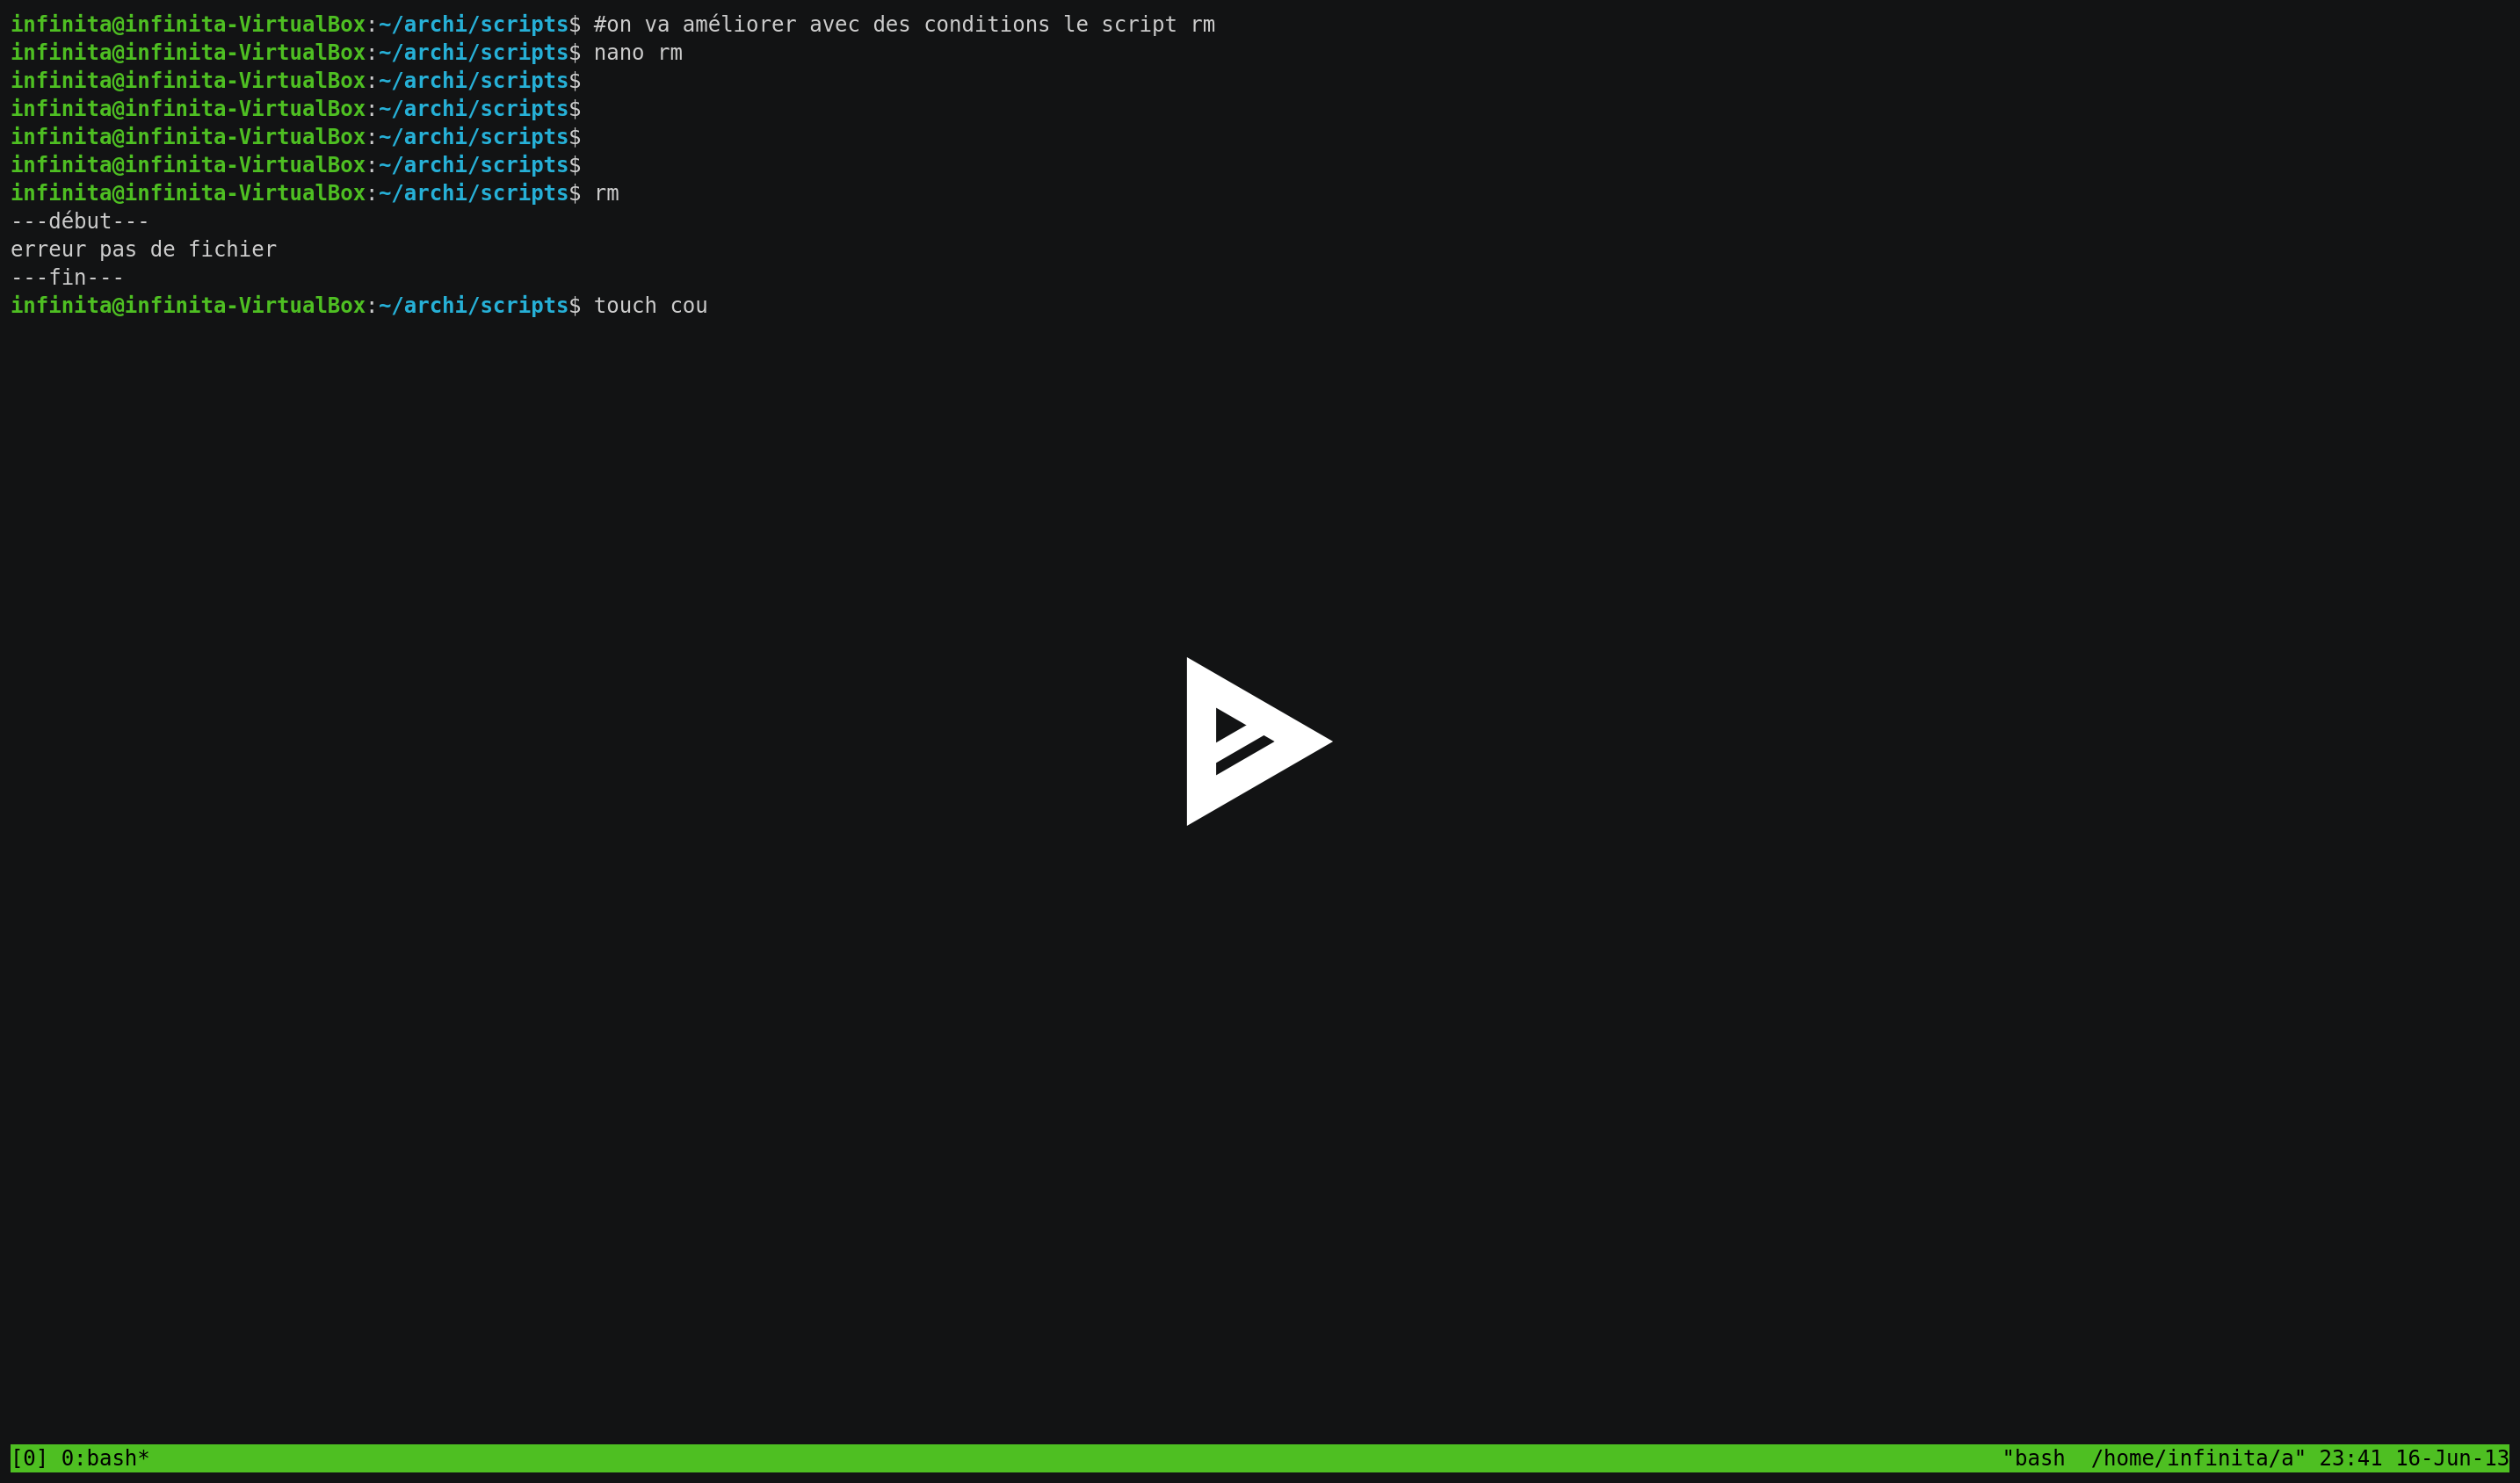 infinita@infinita-VirtualBox:~/archi/scripts$ #on va améliorer avec des conditions le script rm
infinita@infinita-VirtualBox:~/archi/scripts$ nano rm
infinita@infinita-VirtualBox:~/archi/scripts$
infinita@infinita-VirtualBox:~/archi/scripts$
infinita@infinita-VirtualBox:~/archi/scripts$
infinita@infinita-VirtualBox:~/archi/scripts$
infinita@infinita-VirtualBox:~/archi/scripts$ rm
---début---
erreur pas de fichier
---fin---
infinita@infinita-VirtualBox:~/archi/scripts$ touch cou
[0] 0:bash* "bash  /home/infinita/a" 23:41 16-Jun-13